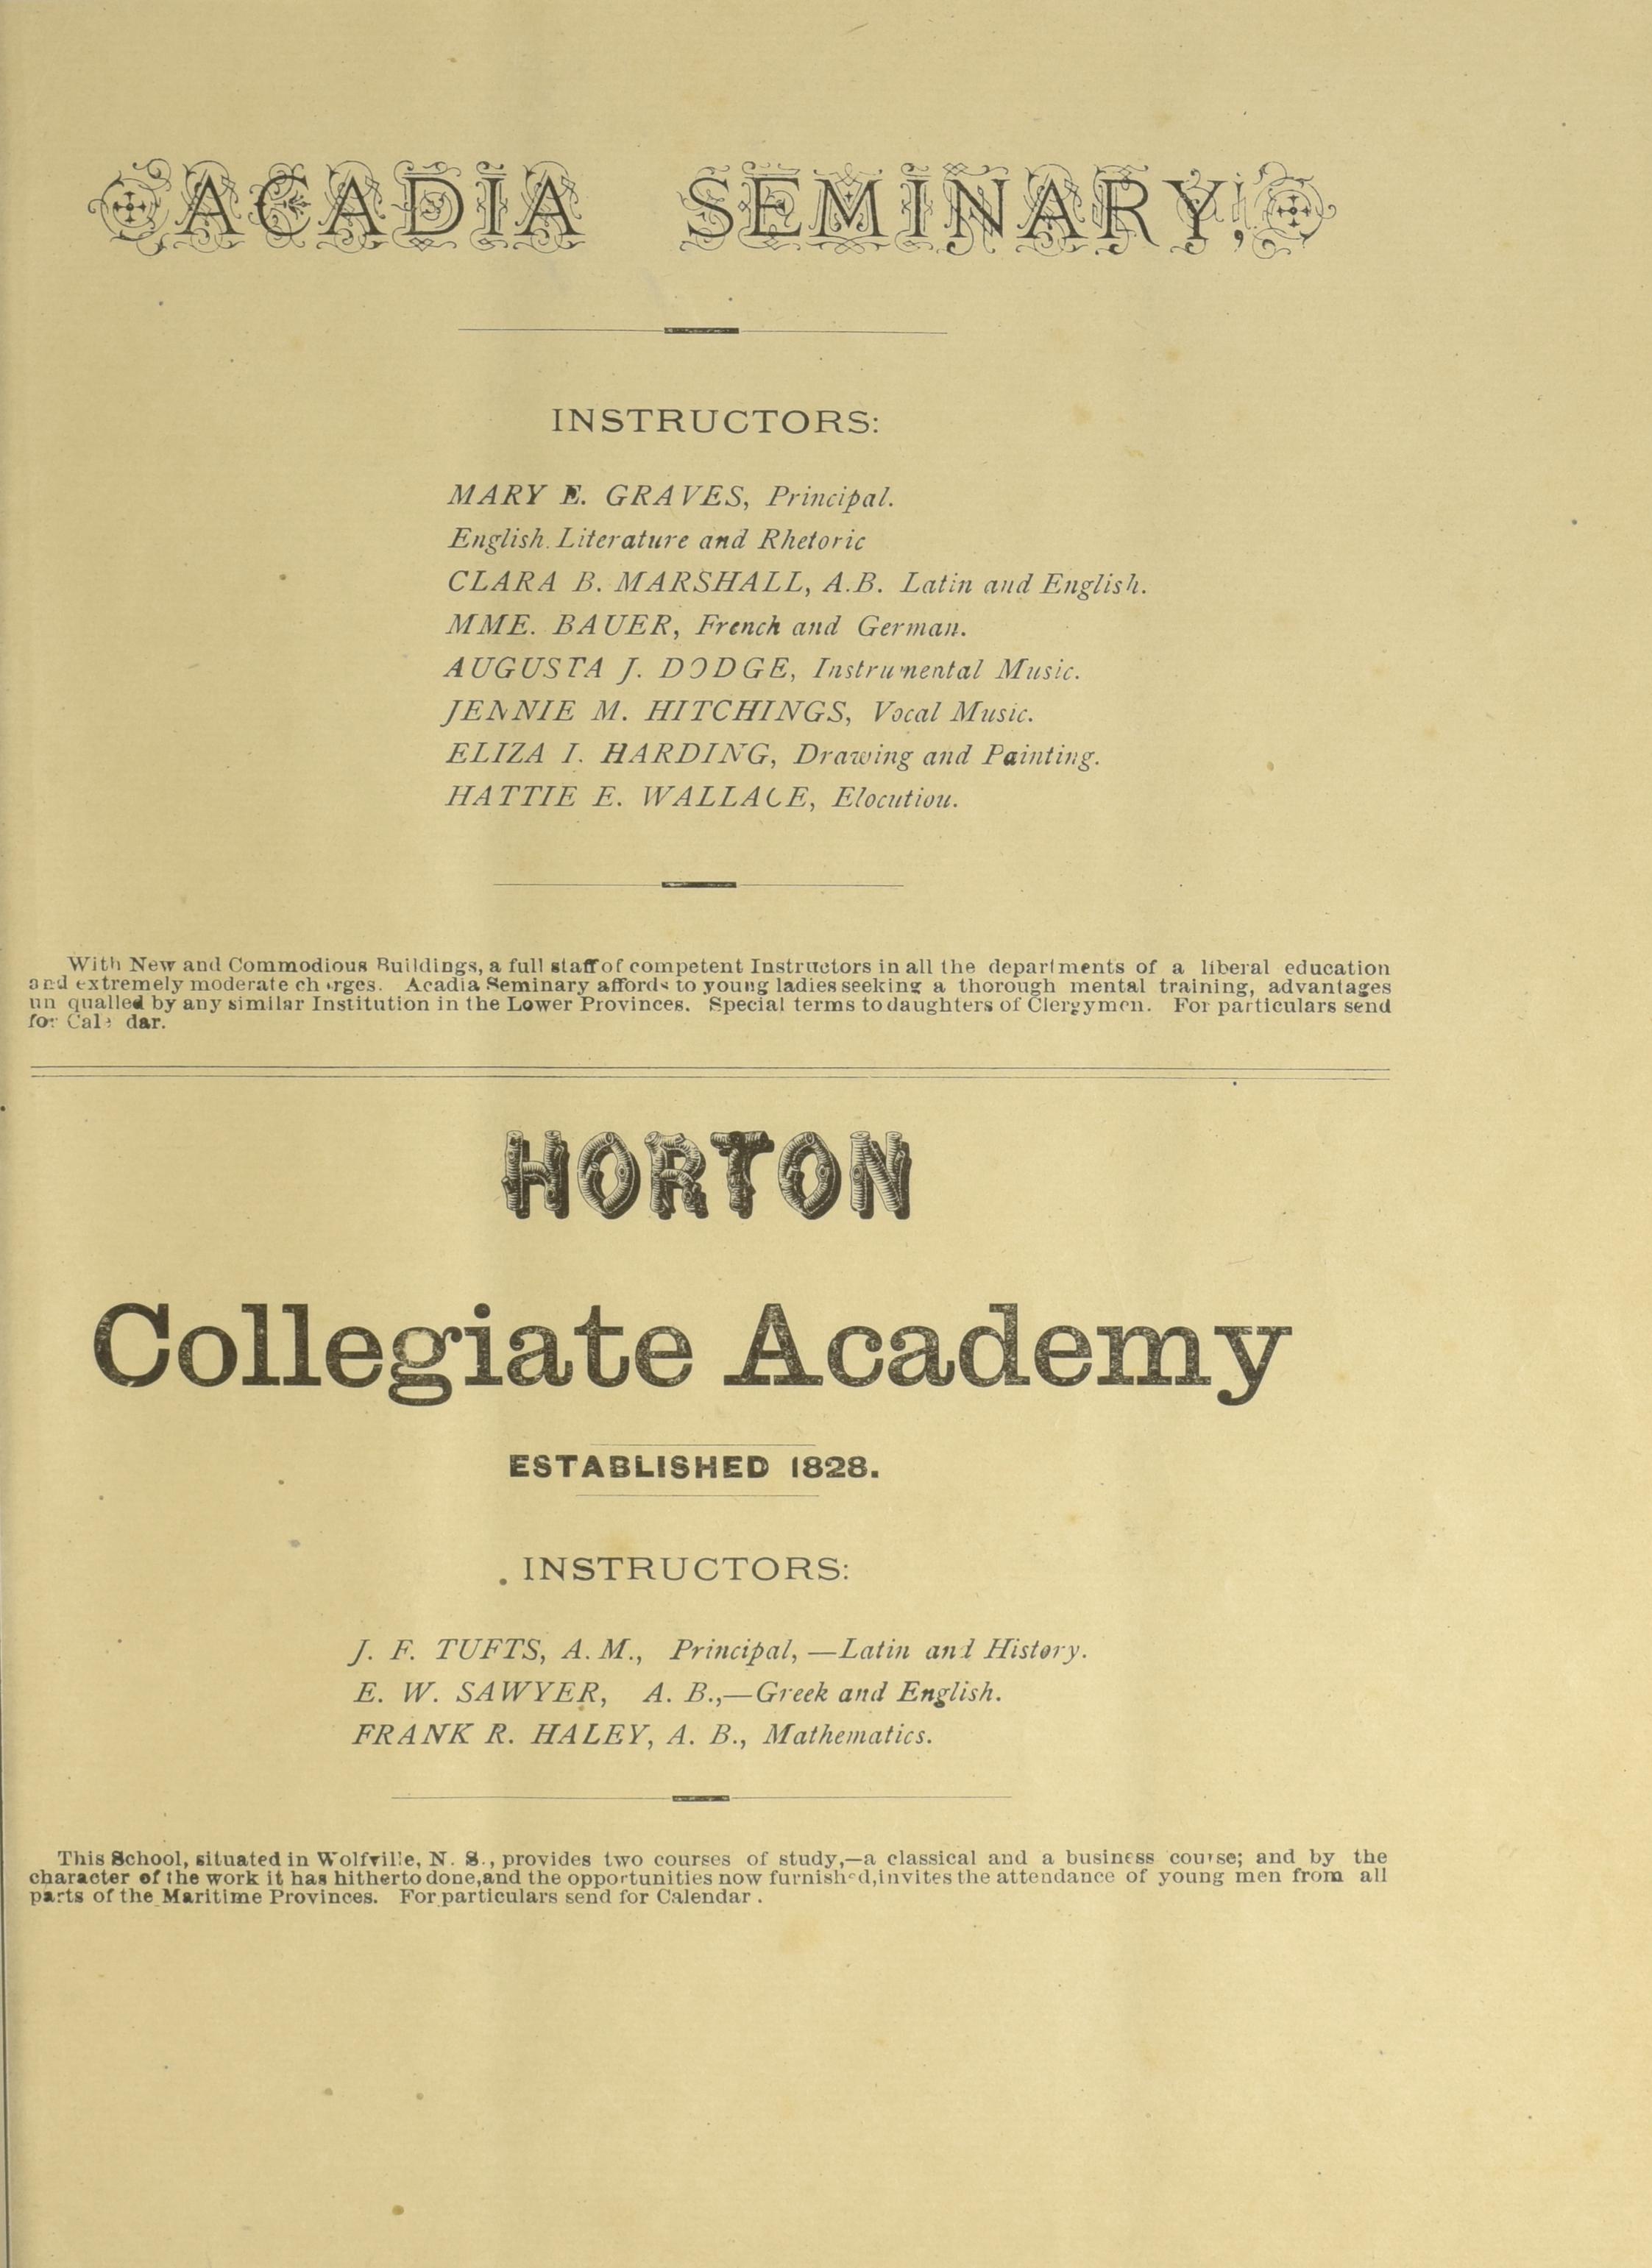 ACADIA SEMINARY,
INSTRUCTORS:
MARY E. GRAVES, Principal.
English Literature and Rhetoric
CLARA B. MARSHALL, A.B. Latin and English.
MME. BAUER, French and German.
AUGUSTA J. DODGE, Instrumental Music.
JENNIE M. HITCHINGS, Vocal Music.
ELIZA I. HARDING, Drawing and Painting.
HATTIE E. WALLACE, Elocution.
With New and Commodious Buildings, a full staff of competent Instructors in all the departments of a liberal education
and extremely moderate charges. Acadia Seminary affords to young ladies seeking a thorough mental training, advantages
un qualled by any similar Institution in the Lower Provinces. Special terms to daughters of Clergymen. For particulars send
for Cale dar.
HORTON
Collegiate Academy
ESTABLISHED 1828.
INSTRUCTORS:
J. F. TUFTS, A. M., Principal, —Latin and History.
E. W. SAWYER, A. B.,—Greek and English.
FRANK R. HALEY, A. B., Mathematics.
This School, situated in Wolfville, N. S., provides two courses of study,—a classical and a business course; and by the
character of the work it has hitherto done,and the opportunities now furnished,invites the attendance of young men from all
parts of the Maritime Provinces. For particulars send for Calendar .